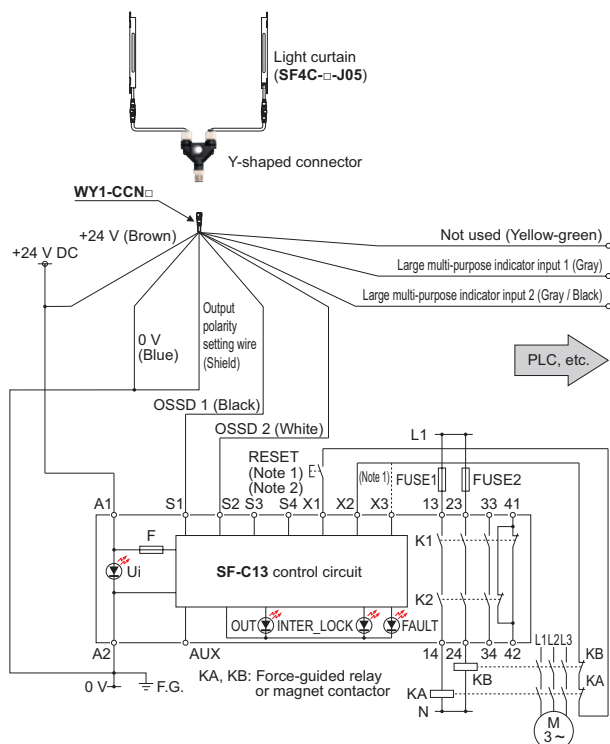 Light curtain
(SF4C-□-J05)
Y-shaped connector
WY1-CCN□
+24 V (Brown)
+24 V DC
Not used (Yellow-green)
Large multi-purpose indicator input 1 (Gray)
Large multi-purpose indicator input 2 (Gray / Black)
0 V
(Blue)
Output
polarity
setting wire
(Shield)
PLC, etc.
OSSD 1 (Black)
OSSD 2 (White)
L1
RESET
(Note 1)
(Note 2)
(Note 1)
FUSE1
FUSE2
A1 S1 S2 S3 S4 X1 X2 X3 13 23 33 41
F
K1
Ui
SF-C13 control circuit
K2
OUT INTER_LOCK FAULT
L1 L2 L3
A2 AUX 14 24 34 42
KB
KB
KA, KB: Force-guided relay
or magnet contactor
KA
KA
0 V
F.G.
N
M
3~